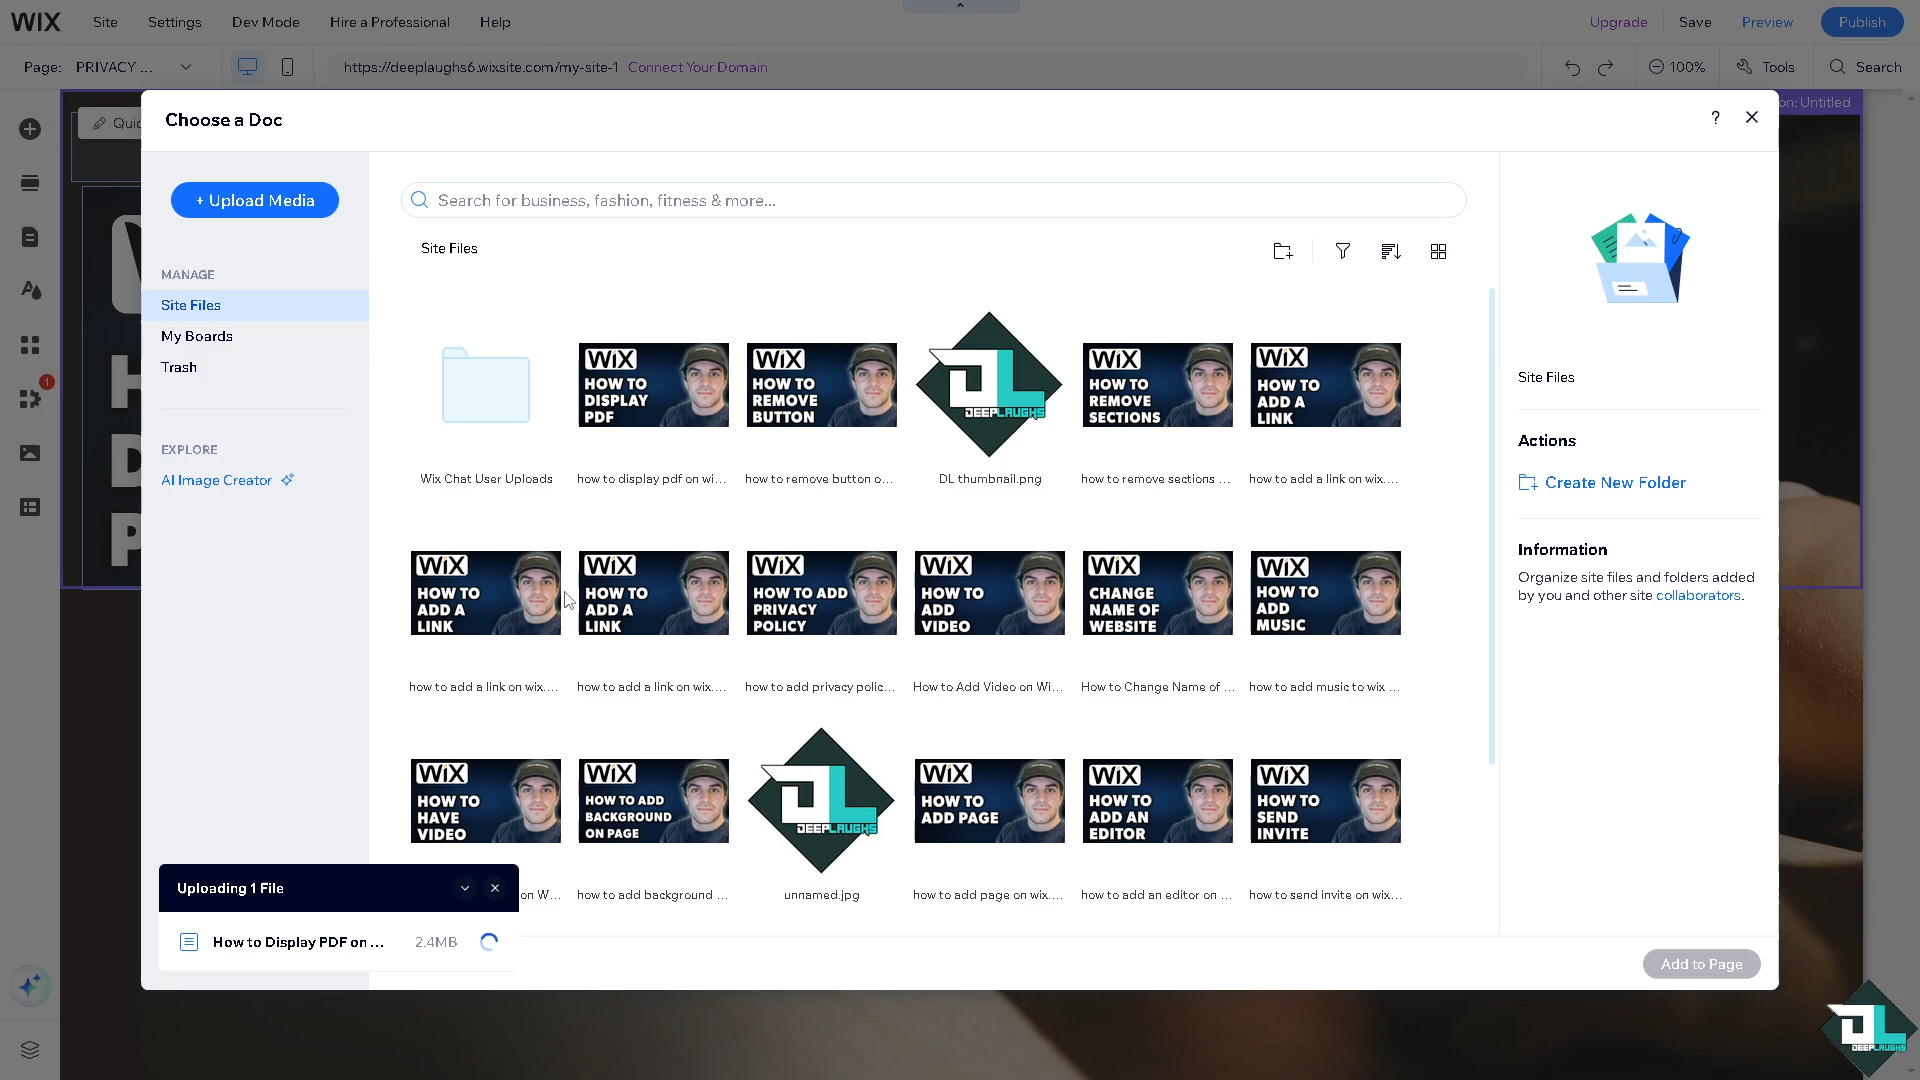 WIX Site Settings Dev Mode Hire a Professional Help Upgrade Save Preview Publish
Page: PRIVACY ... https://deeplaughs6.wixsite.com/my-site-1 Connect Your Domain 100% Tools Search
on: Untitled
Quic
Choose a Doc ?
+ Upload Media
Search for business, fashion, fitness & more...
Site Files
MANAGE
Site Files
My Boards
Trash
EXPLORE
AI Image Creator
1
WiX
HOW TO
DISPLAY
PDF
WiX
HOW TO
REMOVE
BUTTON
DL
DEEPLAUGHS
WiX
HOW TO
REMOVE
SECTIONS
WiX
HOW TO
ADD A
LINK
Wix Chat User Uploads
how to display pdf on wi...
how to remove button o...
DL thumbnail.png
how to remove sections ...
how to add a link on wix....
WiX
HOW TO
ADD A
LINK
WiX
HOW TO
ADD A
LINK
WiX
HOW TO ADD
PRIVACY
POLICY
WiX
HOW TO
ADD
VIDEO
WiX
CHANGE
NAME OF
WEBSITE
WiX
HOW TO
ADD
MUSIC
how to add a link on wix....
how to add a link on wix....
how to add privacy polic...
How to Add Video on Wi...
How to Change Name of ...
how to add music to wix ...
WiX
HOW TO
HAVE
VIDEO
WiX
HOW TO ADD
BACKGROUND
ON PAGE
DL
DEEPLAUGHS
WiX
HOW TO
ADD PAGE
WiX
HOW TO
ADD AN
EDITOR
WiX
HOW TO
SEND
INVITE
on W...
how to add background ...
unnamed.jpg
how to add page on wix....
how to add an editor on ...
how to send invite on wix...
Site Files
Actions
Create New Folder
Information
Organize site files and folders added
by you and other site collaborators.
Uploading 1 File
How to Display PDF on ... 2.4MB
Add to Page
DL
DEEPLAUGHS